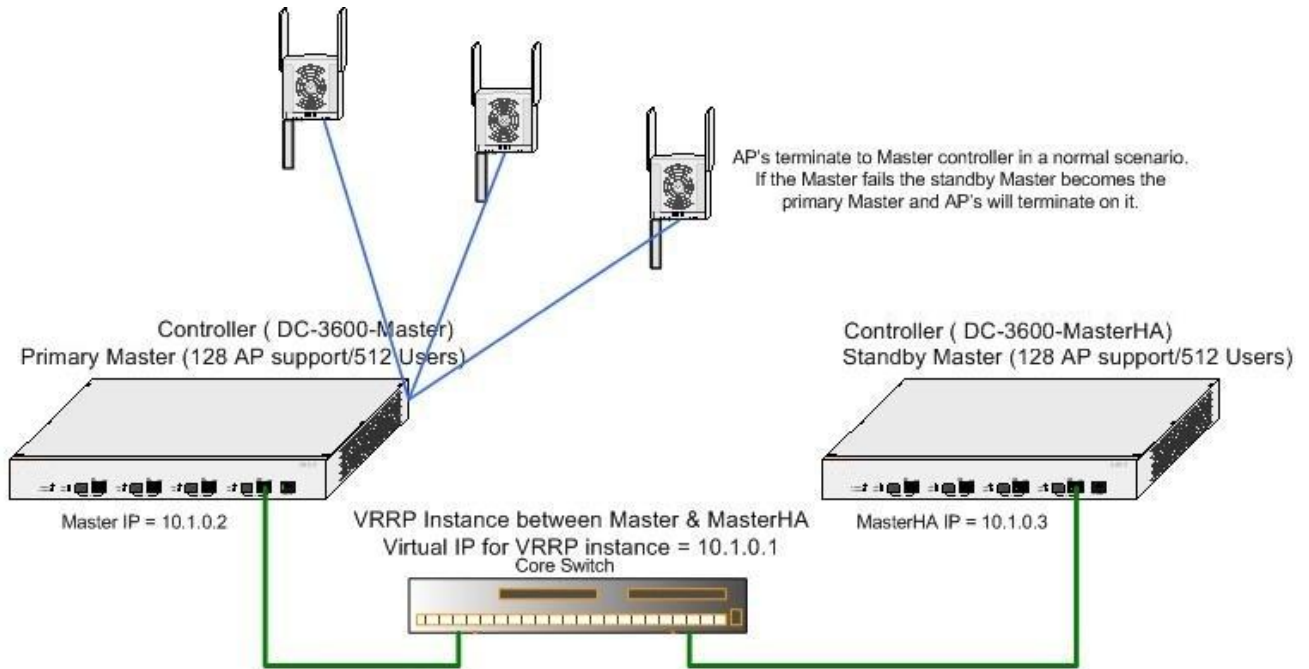 AP's terminate to Master controller in a normal scenario.
If the Master fails the standby Master becomes the
primary Master and AP's will terminate on it.
Controller ( DC-3600-Master)
Primary Master (128 AP support/512 Users)
Controller ( DC-3600-MasterHA)
Standby Master (128 AP support/512 Users)
Master IP = 10.1.0.2
VRRP Instance between Master & MasterHA
Virtual IP for VRRP instance = 10.1.0.1
Core Switch
MasterHA IP = 10.1.0.3